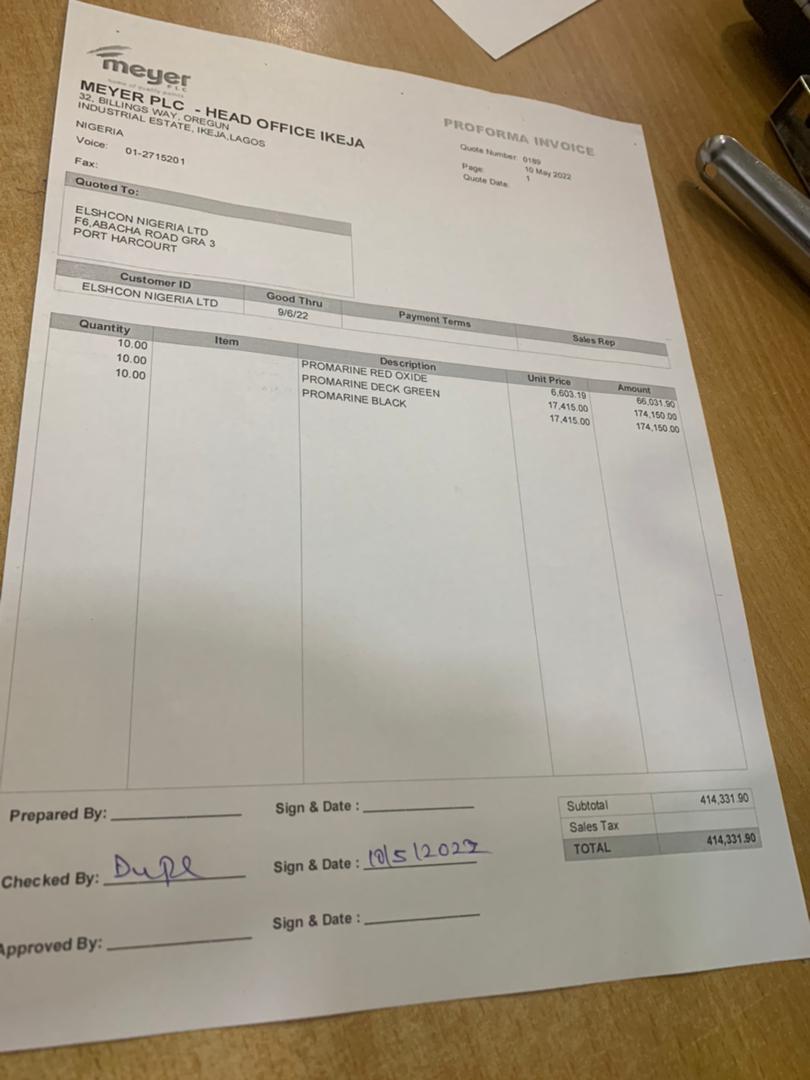 meyer
PLC
home of quality paints
MEYER PLC - HEAD OFFICE IKEJA
32, BILLINGS WAY, OREGUN
INDUSTRIAL ESTATE, IKEJA,LAGOS
NIGERIA
Voice: 01-2715201
Fax:
PROFORMA INVOICE
Quote Number: 0189
Page: 10 May 2022
Quote Date: 1
Quoted To:
ELSHCON NIGERIA LTD
F6,ABACHA ROAD GRA 3
PORT HARCOURT
Customer ID Good Thru Payment Terms Sales Rep
ELSHCON NIGERIA LTD 9/6/22
Quantity Item Description Unit Price Amount
10.00 PROMARINE RED OXIDE 6,603.19 66,031.90
10.00 PROMARINE DECK GREEN 17,415.00 174,150.00
10.00 PROMARINE BLACK 17,415.00 174,150.00
Subtotal 414,331.90
Sales Tax
TOTAL 414,331.90
Prepared By: Sign & Date :
Checked By: Dupe Sign & Date : 10/5/2022
Approved By: Sign & Date :